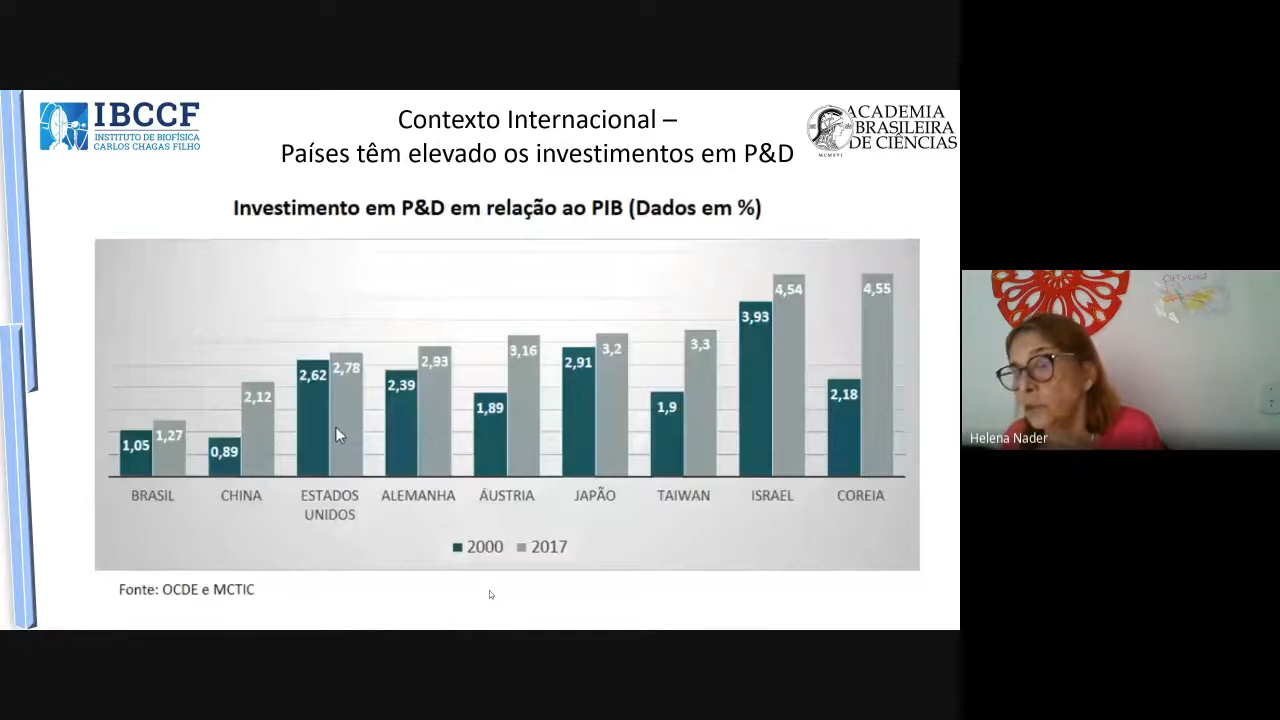 IBCCF
INSTITUTO DE BIOFÍSICA
CARLOS CHAGAS FILHO
Contexto Internacional –
Países têm elevado os investimentos em P&D
ACADEMIA
BRASILEIRA
DE CIÊNCIAS
MCMXVI
Investimento em P&D em relação ao PIB (Dados em %)
1,05 1,27
0,89 2,12
2,62 2,78
2,39 2,93
1,89 3,16
2,91 3,2
1,9 3,3
3,93 4,54
2,18 4,55
BRASIL CHINA ESTADOS UNIDOS ALEMANHA ÁUSTRIA JAPÃO TAIWAN ISRAEL COREIA
2000 2017
Fonte: OCDE e MCTIC
Helena Nader